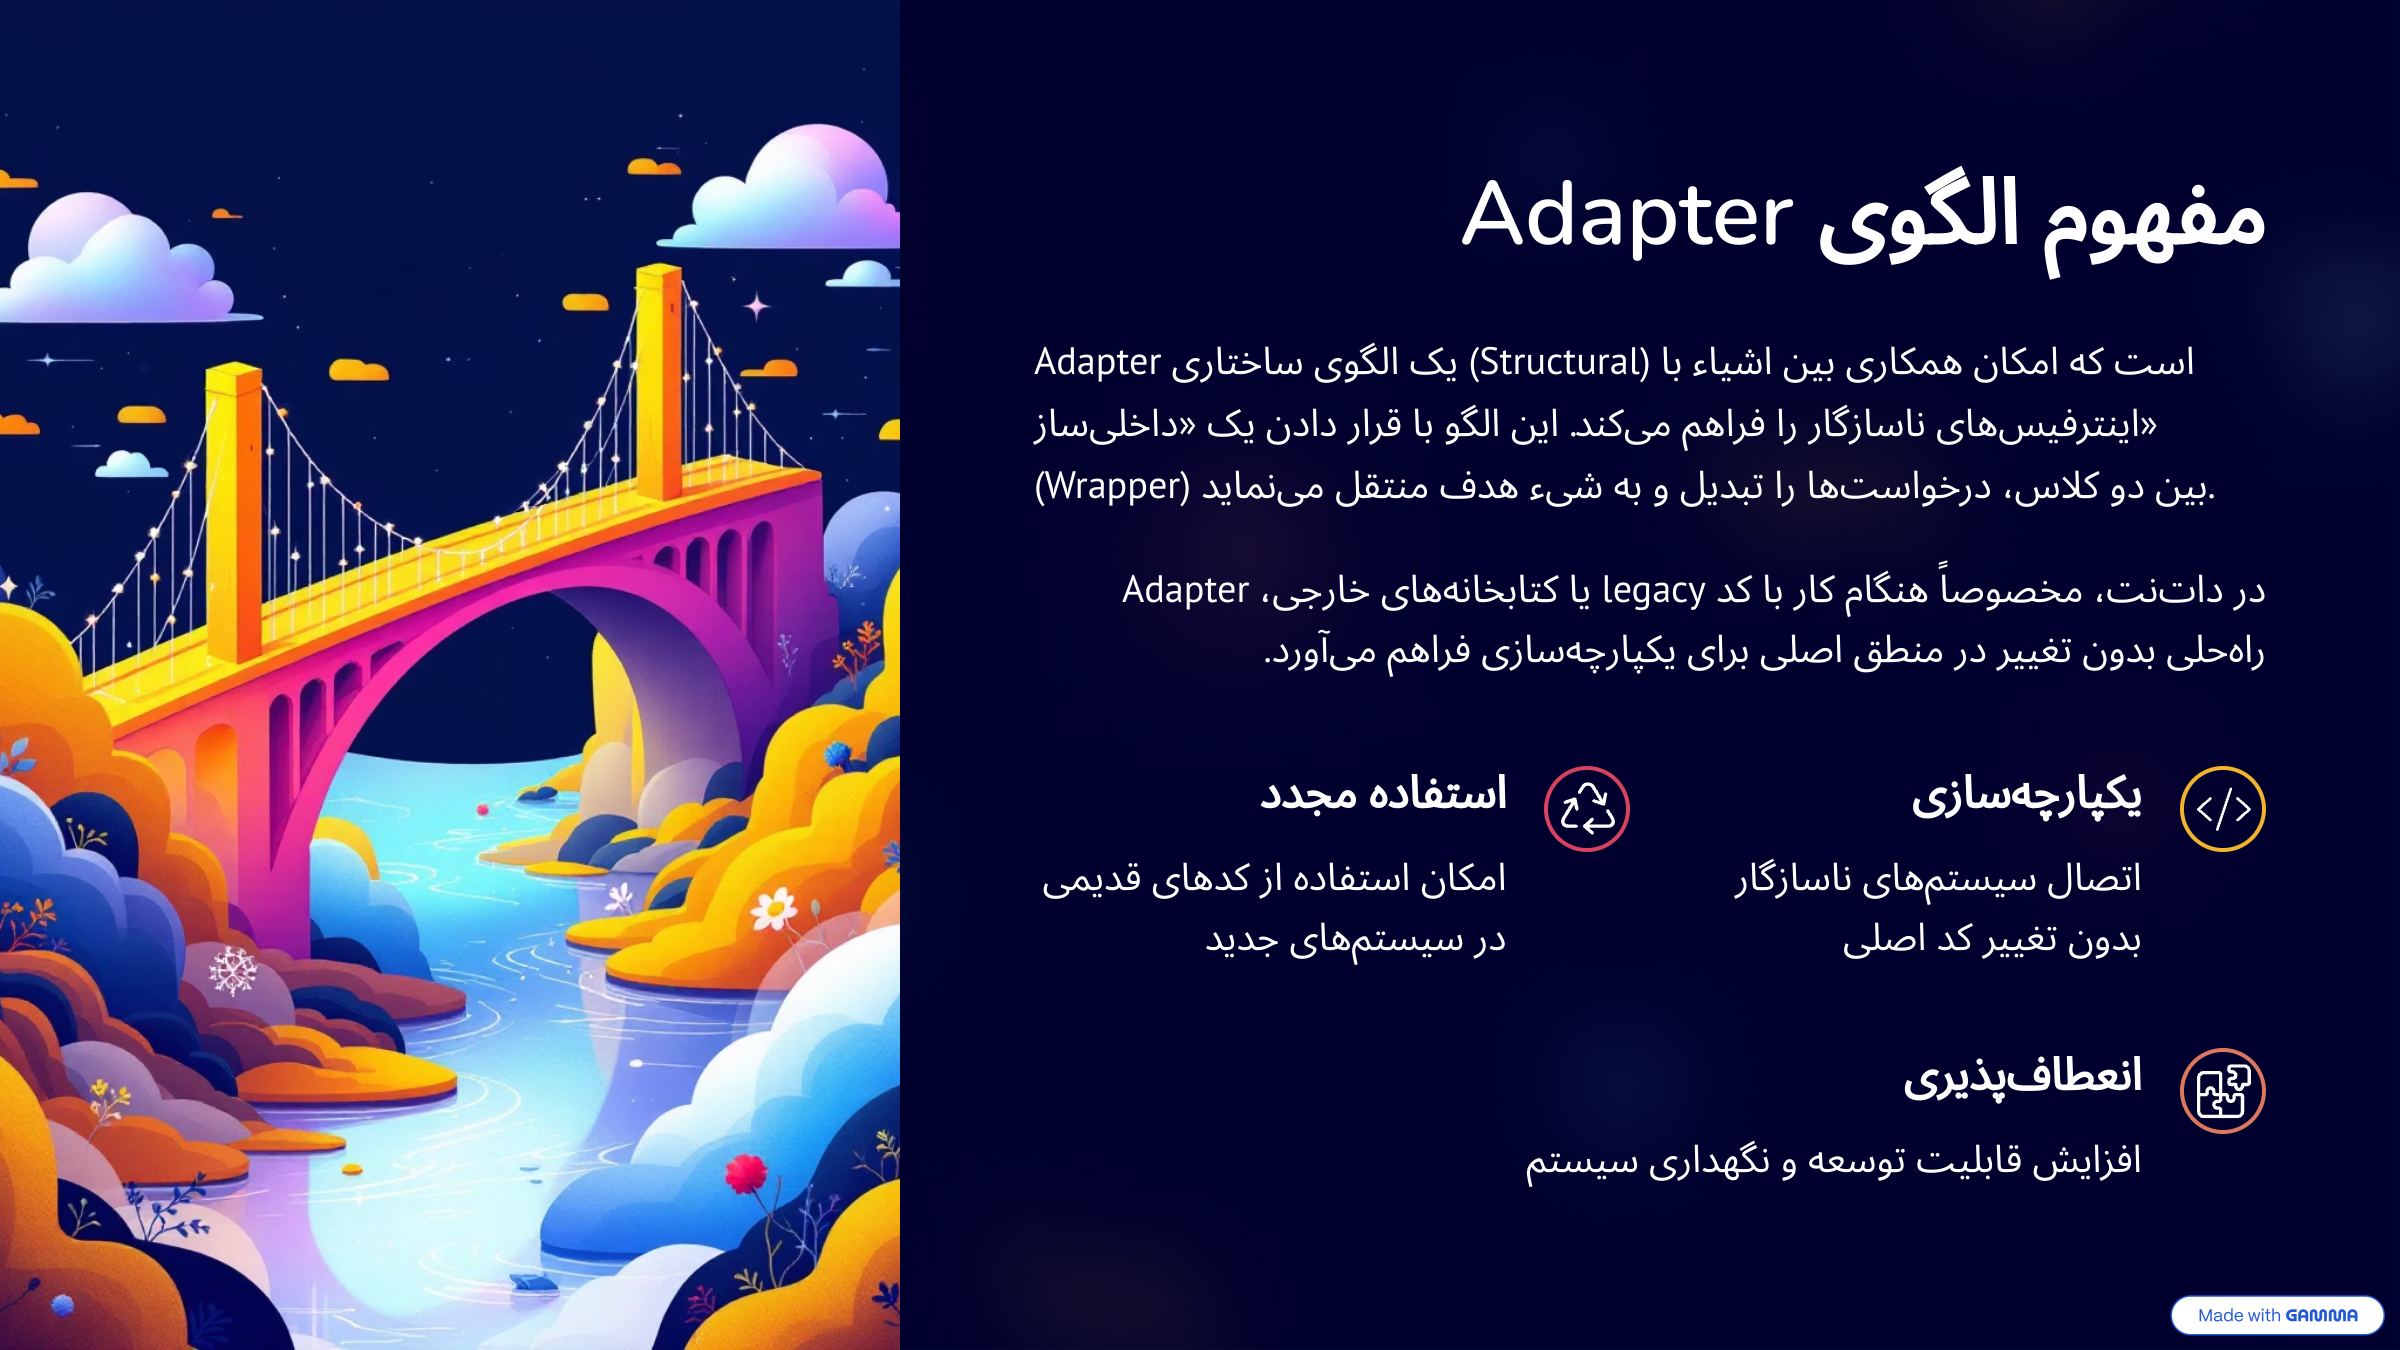 مفهوم الگوی Adapter
Adapter یک الگوی ساختاری (Structural) است که امکان همکاری بین اشیاء با
اینترفیس‌های ناسازگار را فراهم می‌کند. این الگو با قرار دادن یک «داخلی‌ساز»
(Wrapper) بین دو کلاس، درخواست‌ها را تبدیل و به شیء هدف منتقل می‌نماید.
در دات‌نت، مخصوصاً هنگام کار با کد legacy یا کتابخانه‌های خارجی، Adapter
راه‌حلی بدون تغییر در منطق اصلی برای یکپارچه‌سازی فراهم می‌آورد.
یکپارچه‌سازی
اتصال سیستم‌های ناسازگار
بدون تغییر کد اصلی
استفاده مجدد
امکان استفاده از کدهای قدیمی
در سیستم‌های جدید
انعطاف‌پذیری
افزایش قابلیت توسعه و نگهداری سیستم
Made with GAMMA